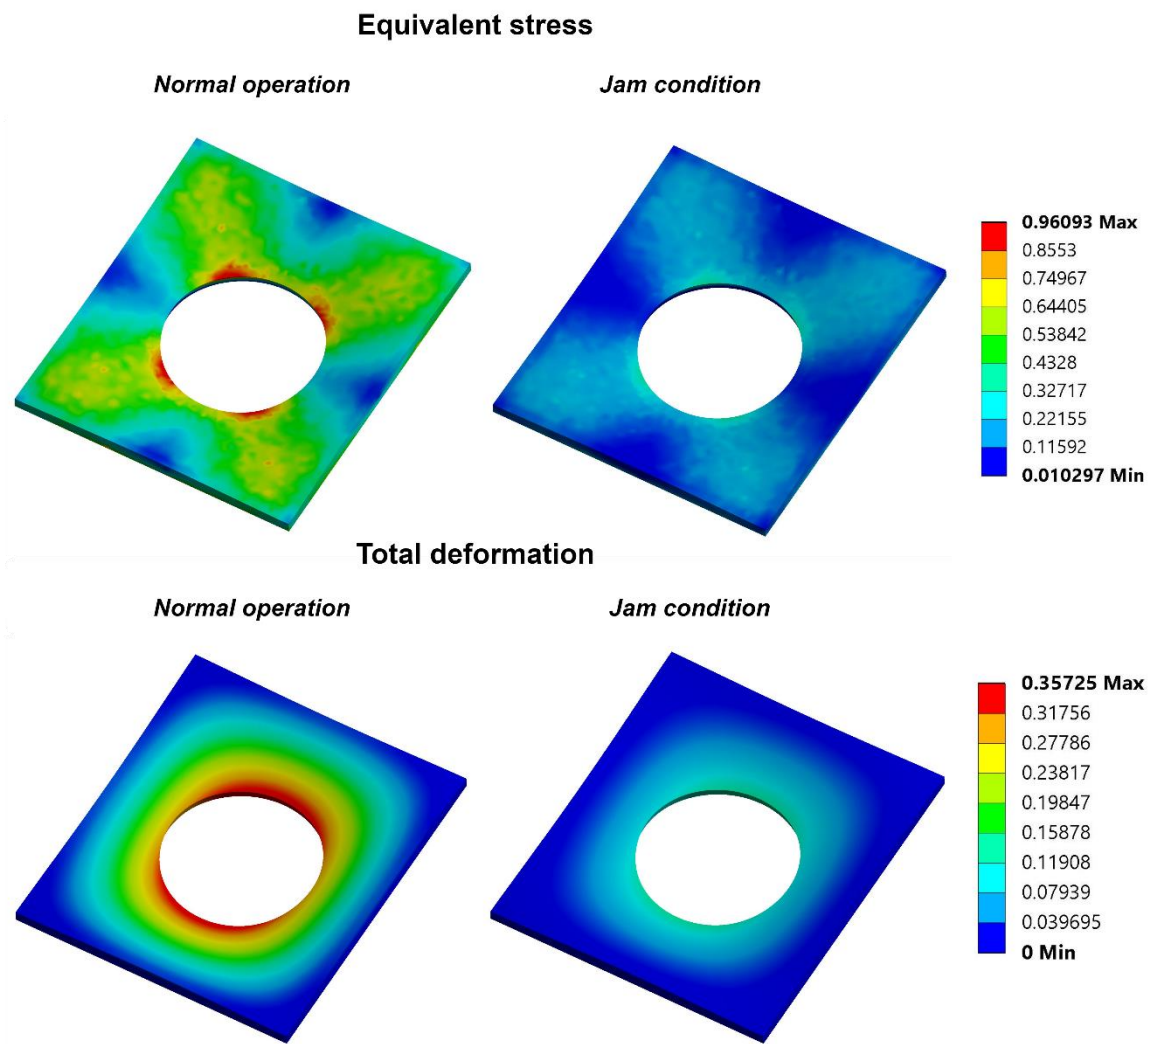 Equivalent stress
Normal operation
Jam condition
0.96093 Max
0.8553
0.74967
0.64405
0.53842
0.4328
0.32717
0.22155
0.11592
0.010297 Min
Total deformation
Normal operation
Jam condition
0.35725 Max
0.31756
0.27786
0.23817
0.19847
0.15878
0.11908
0.07939
0.039695
0 Min